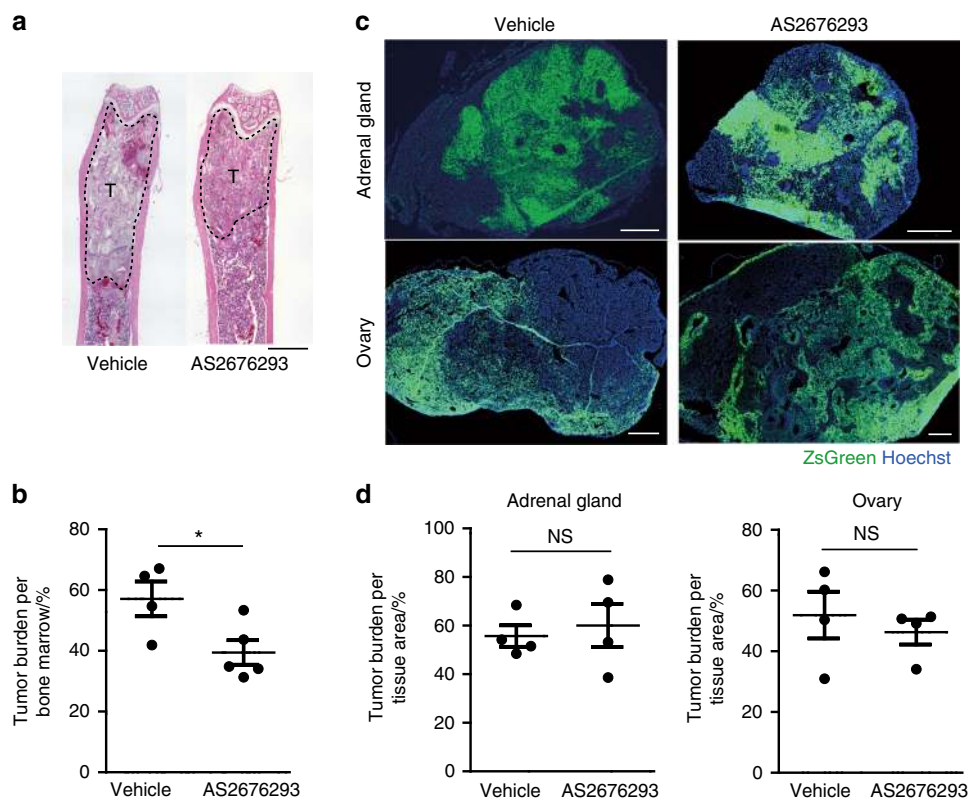 a
T
T
Vehicle
AS2676293
c
Vehicle
AS2676293
Adrenal gland
Ovary
ZsGreen Hoechst
b
80
60
40
20
0
Tumor burden per
bone marrow/%
*
Vehicle
AS2676293
d
Adrenal gland
100
80
60
40
20
0
Tumor burden per
tissue area/%
NS
Vehicle
AS2676293
Ovary
80
60
40
20
0
Tumor burden per
tissue area/%
NS
Vehicle
AS2676293